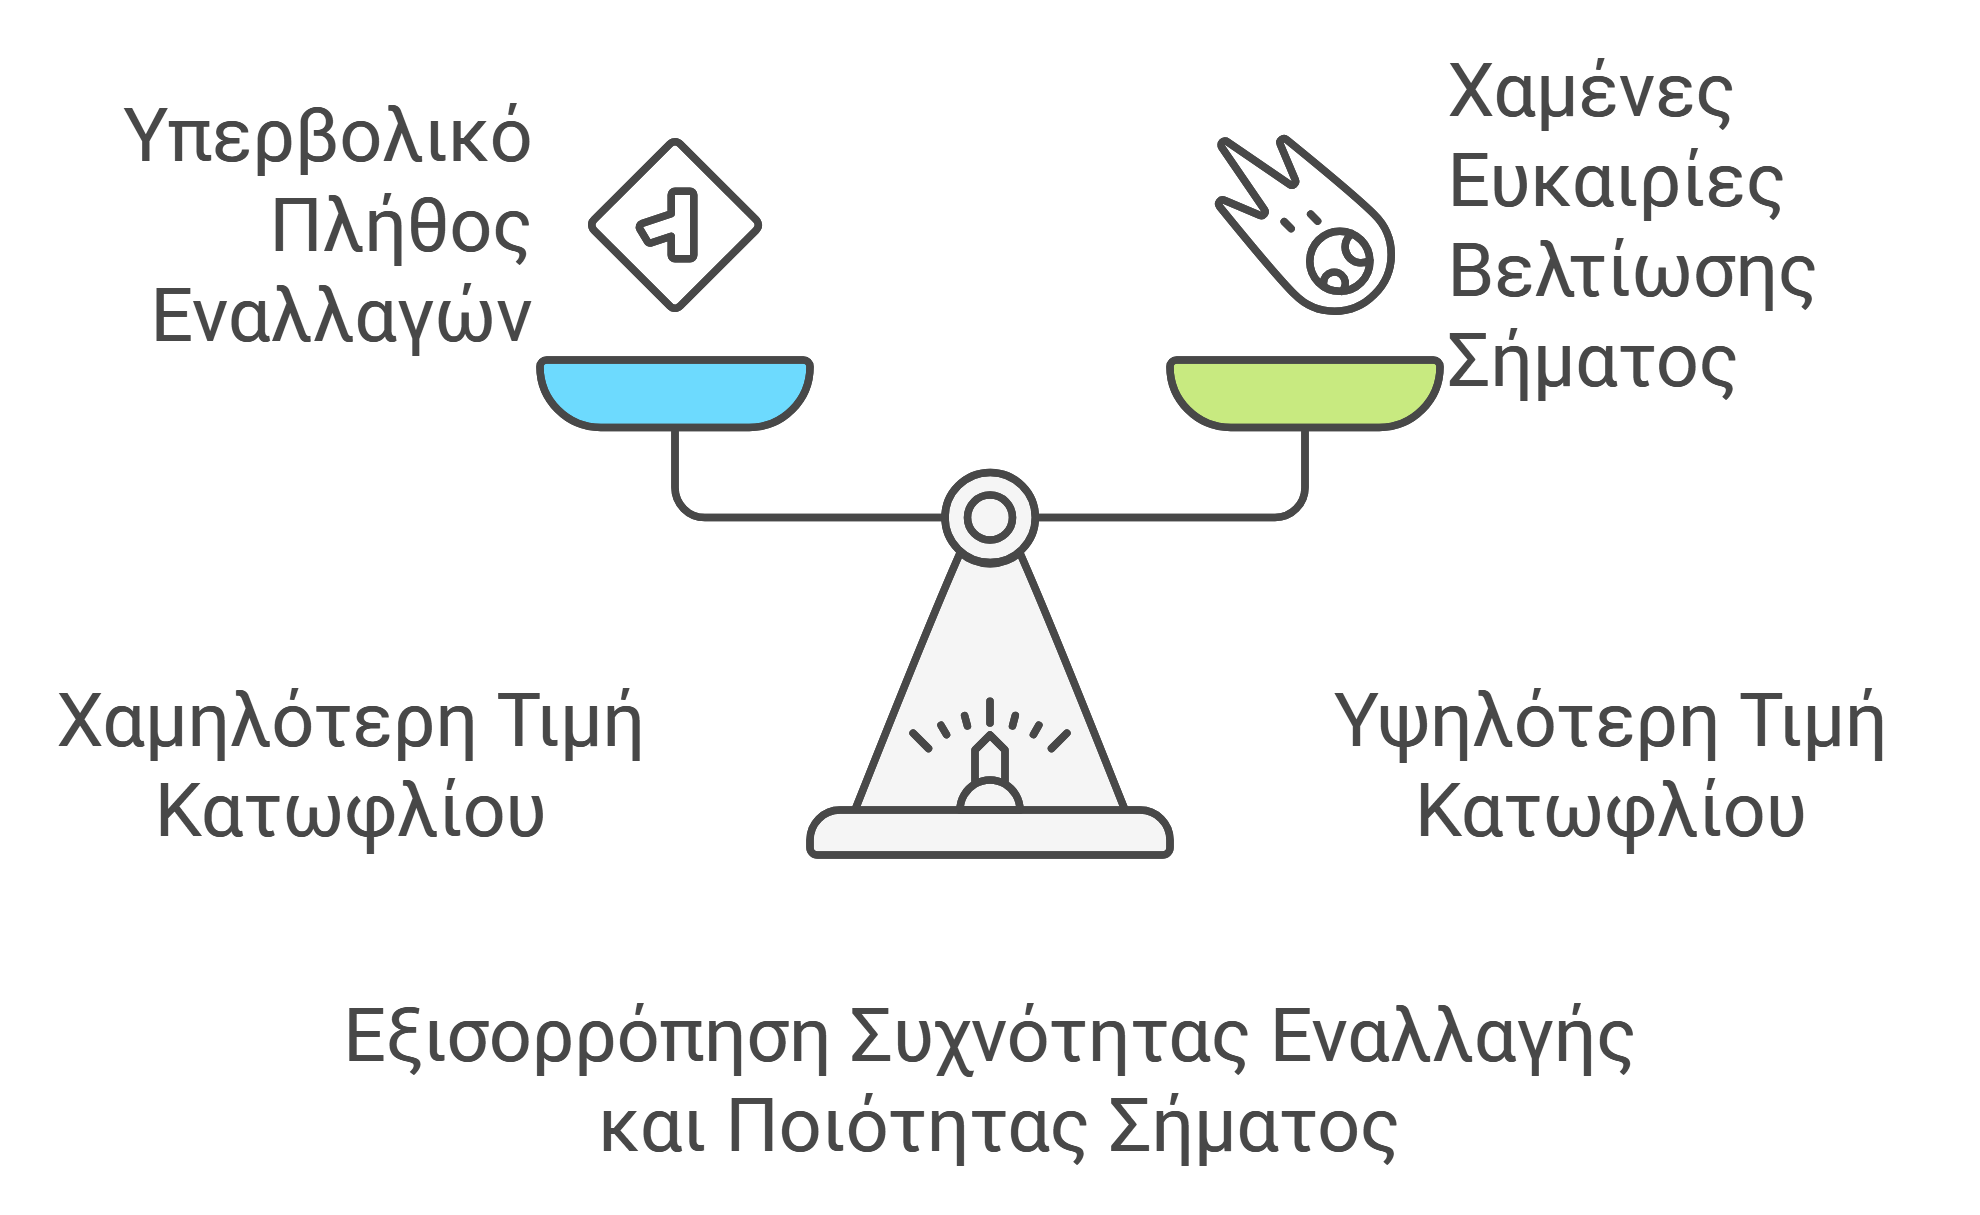 Υπερβολικό
Πλήθος
Εναλλαγών
Χαμένες
Ευκαιρίες
Βελτίωσης
Σήματος
Χαμηλότερη Τιμή
Κατωφλίου
Υψηλότερη Τιμή
Κατωφλίου
Εξισορρόπηση Συχνότητας Εναλλαγής
και Ποιότητας Σήματος